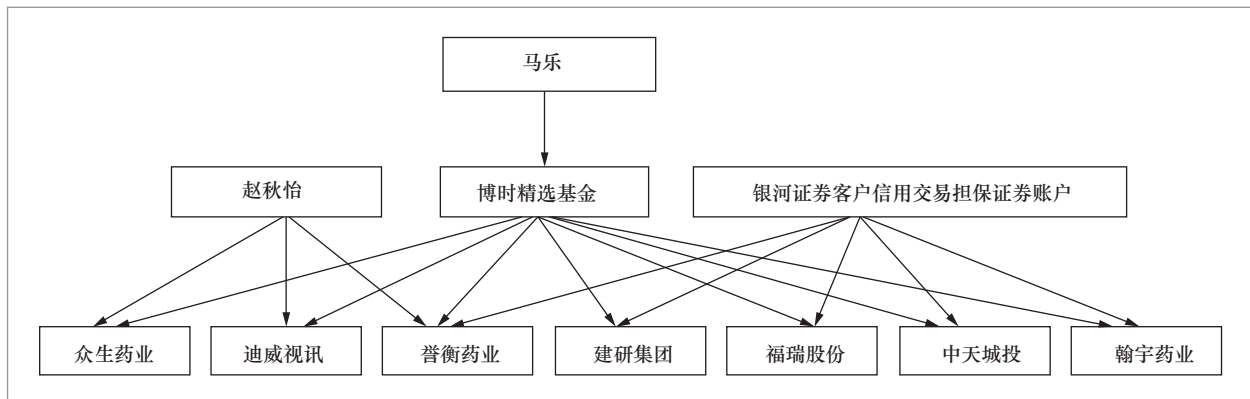 马乐
赵秋怡
博时精选基金
银河证券客户信用交易担保证券账户
众生药业
迪威视讯
誉衡药业
建研集团
福瑞股份
中天城投
翰宇药业